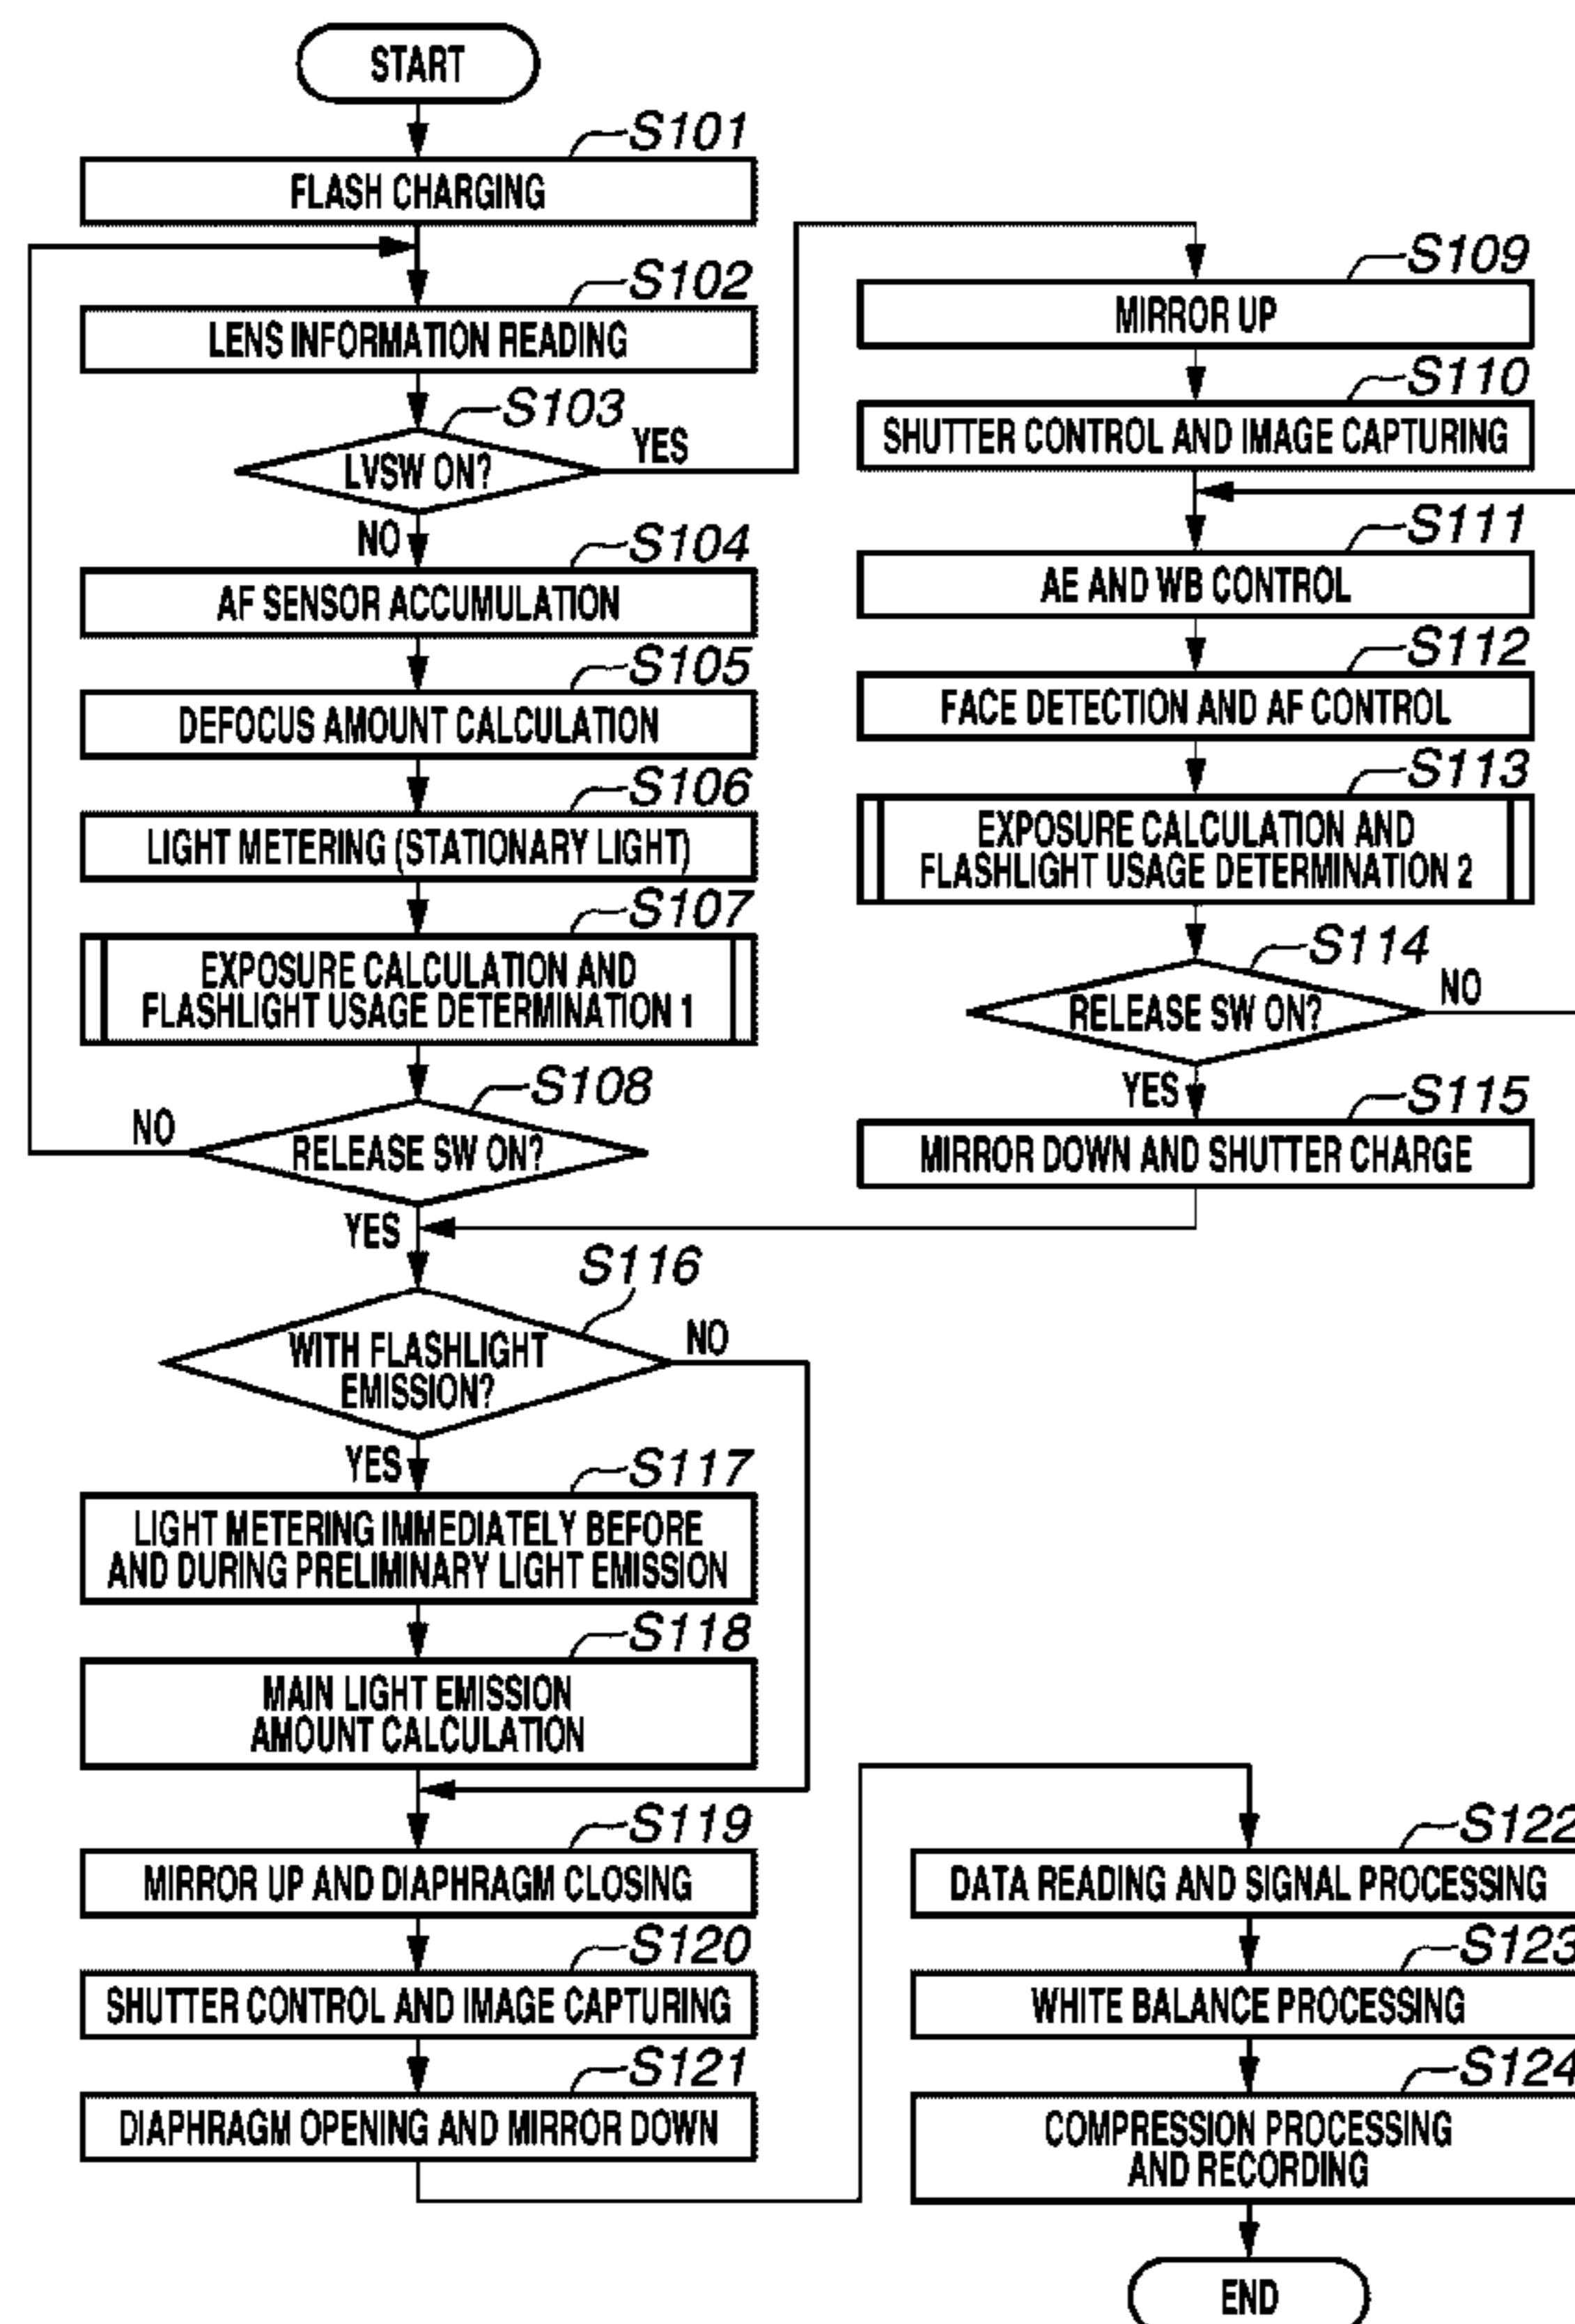 START
S101
FLASH CHARGING
S102
LENS INFORMATION READING
S103
LVSW ON?
YES
NO
S104
AF SENSOR ACCUMULATION
S105
DEFOCUS AMOUNT CALCULATION
S106
LIGHT METERING (STATIONARY LIGHT)
S107
EXPOSURE CALCULATION AND
FLASHLIGHT USAGE DETERMINATION 1
S108
RELEASE SW ON?
NO
YES
S109
MIRROR UP
S110
SHUTTER CONTROL AND IMAGE CAPTURING
S111
AE AND WB CONTROL
S112
FACE DETECTION AND AF CONTROL
S113
EXPOSURE CALCULATION AND
FLASHLIGHT USAGE DETERMINATION 2
S114
RELEASE SW ON?
NO
YES
S115
MIRROR DOWN AND SHUTTER CHARGE
S116
WITH FLASHLIGHT
EMISSION?
NO
YES
S117
LIGHT METERING IMMEDIATELY BEFORE
AND DURING PRELIMINARY LIGHT EMISSION
S118
MAIN LIGHT EMISSION
AMOUNT CALCULATION
S119
MIRROR UP AND DIAPHRAGM CLOSING
S120
SHUTTER CONTROL AND IMAGE CAPTURING
S121
DIAPHRAGM OPENING AND MIRROR DOWN
S122
DATA READING AND SIGNAL PROCESSING
S123
WHITE BALANCE PROCESSING
S124
COMPRESSION PROCESSING
AND RECORDING
END